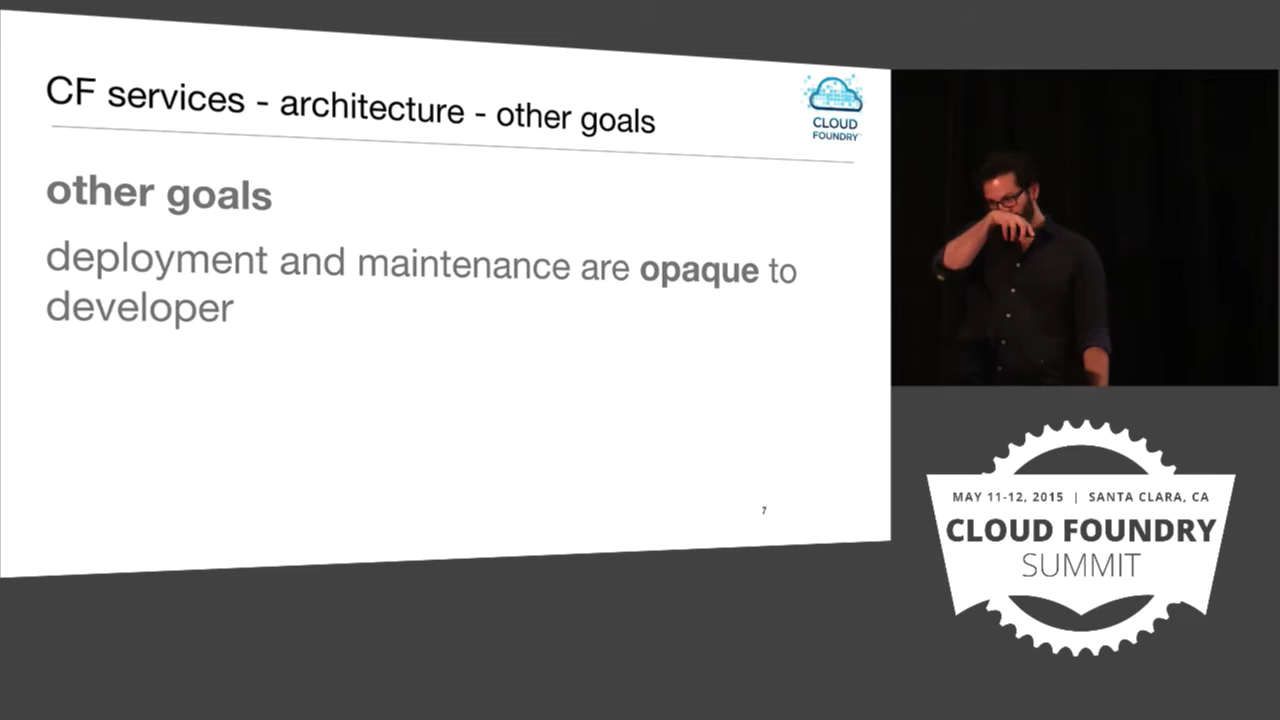 CF services - architecture - other goals
CLOUD
FOUNDRY
other goals
deployment and maintenance are opaque to
developer
7
MAY 11-12, 2015 | SANTA CLARA, CA
CLOUD FOUNDRY
SUMMIT